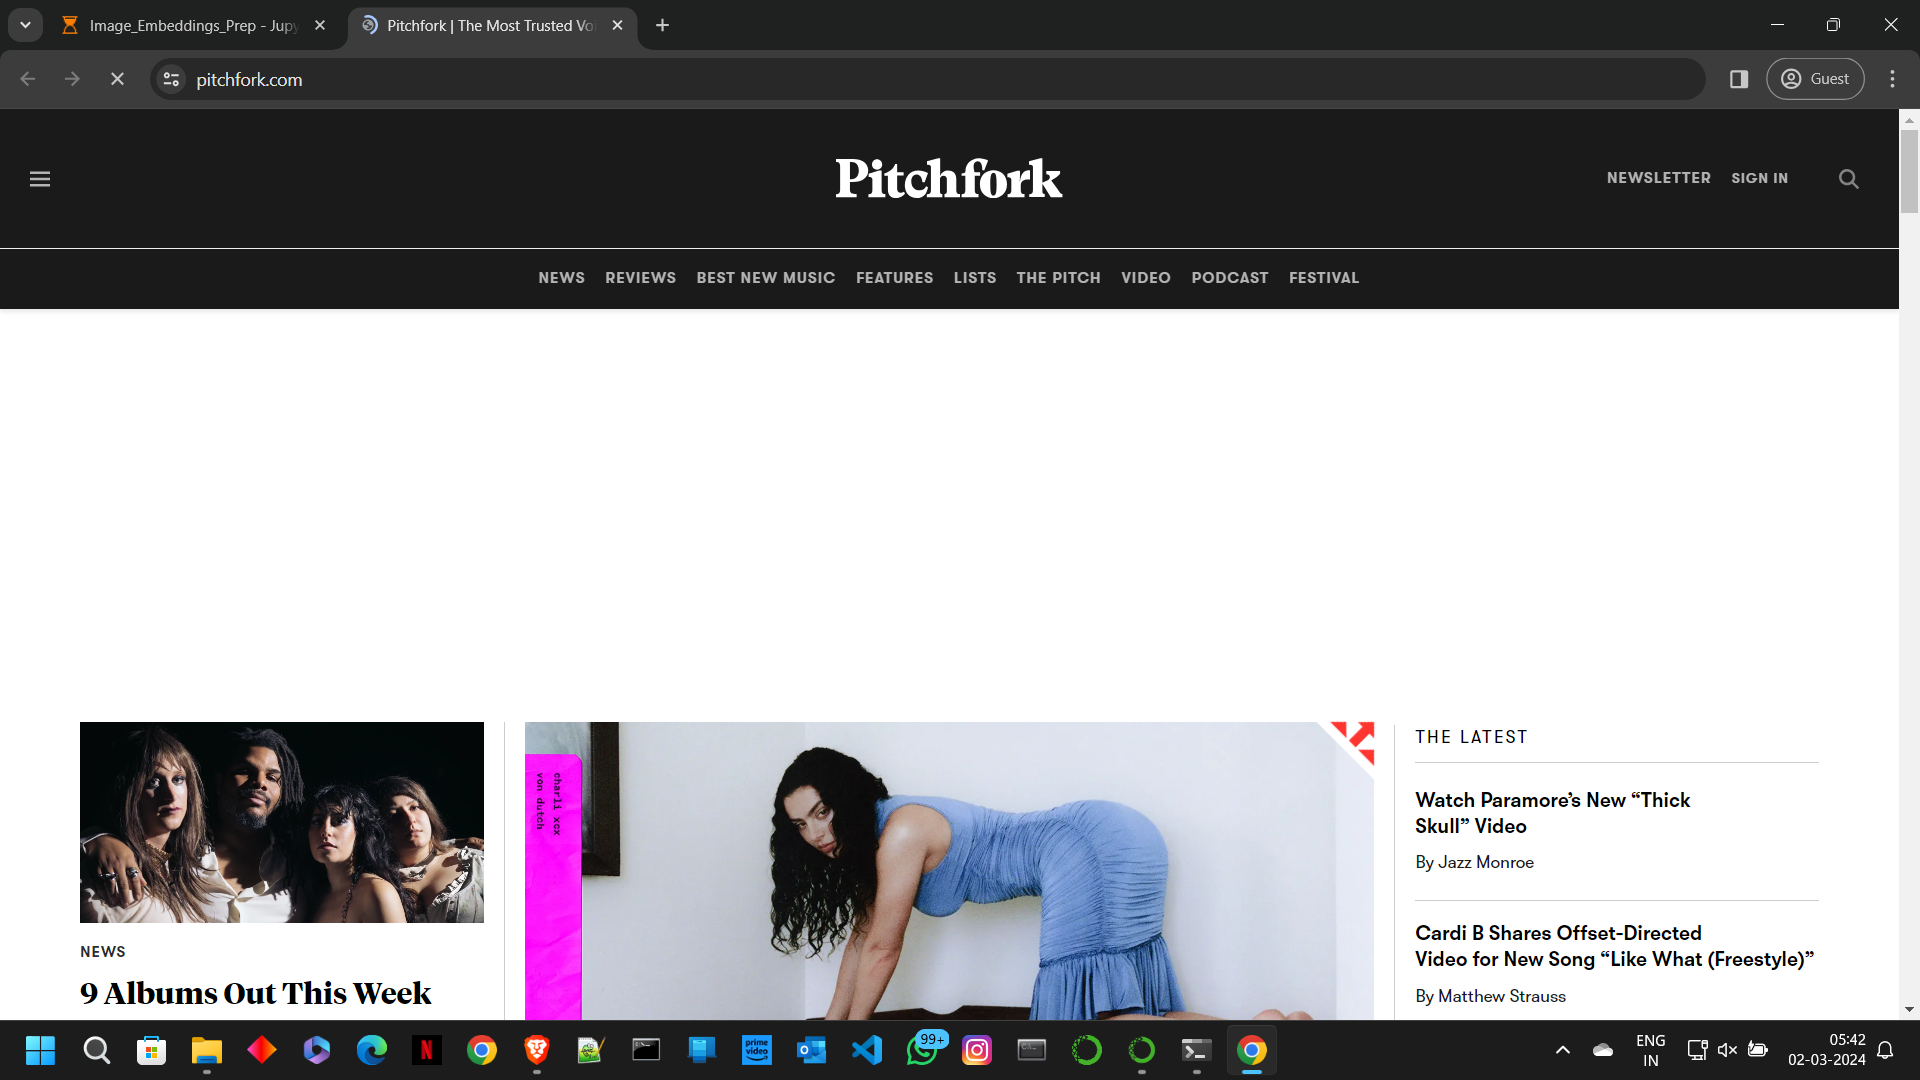 Image_Embeddings_Prep - Jupy
Pitchfork | The Most Trusted Vo
pitchfork.com
Guest
Pitchfork
NEWSLETTER
SIGN IN
NEWS
REVIEWS
BEST NEW MUSIC
FEATURES
LISTS
THE PITCH
VIDEO
PODCAST
FESTIVAL
NEWS
9 Albums Out This Week
charli xcx
von dutch
THE LATEST
Watch Paramore’s New “Thick
Skull” Video
By Jazz Monroe
Cardi B Shares Offset-Directed
Video for New Song “Like What (Freestyle)”
By Matthew Strauss
N
prime
video
99+
ENG
IN
05:42
02-03-2024